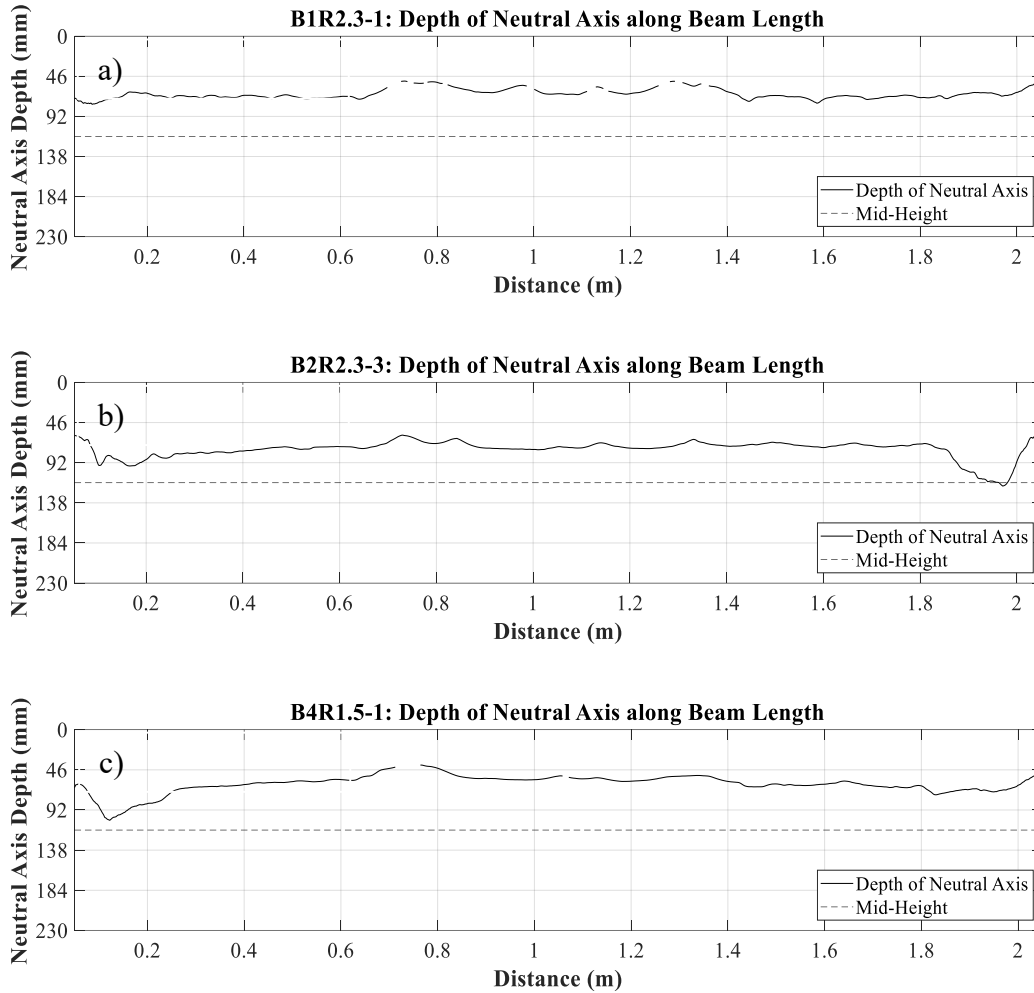 B1R2.3-1: Depth of Neutral Axis along Beam Length
a)
Neutral Axis Depth (mm)
0
46
92
138
184
230
Depth of Neutral Axis
Mid-Height
0.2 0.4 0.6 0.8 1 1.2 1.4 1.6 1.8 2
Distance (m)
B2R2.3-3: Depth of Neutral Axis along Beam Length
b)
Neutral Axis Depth (mm)
0
46
92
138
184
230
Depth of Neutral Axis
Mid-Height
0.2 0.4 0.6 0.8 1 1.2 1.4 1.6 1.8 2
Distance (m)
B4R1.5-1: Depth of Neutral Axis along Beam Length
c)
Neutral Axis Depth (mm)
0
46
92
138
184
230
Depth of Neutral Axis
Mid-Height
0.2 0.4 0.6 0.8 1 1.2 1.4 1.6 1.8 2
Distance (m)